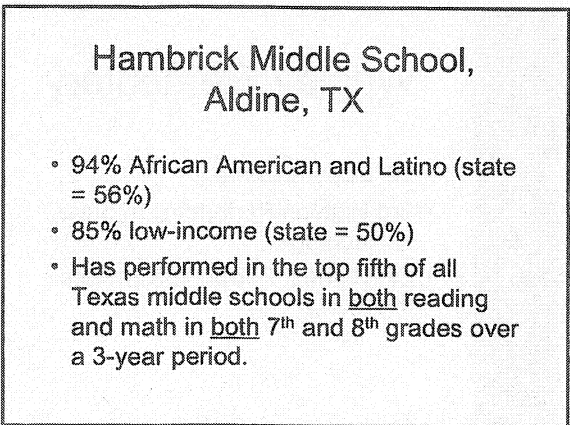 Hambrick Middle School,
Aldine, TX
• 94% African American and Latino (state
= 56%)
• 85% low-income (state = 50%)
• Has performed in the top fifth of all
Texas middle schools in both reading
and math in both 7th and 8th grades over
a 3-year period.